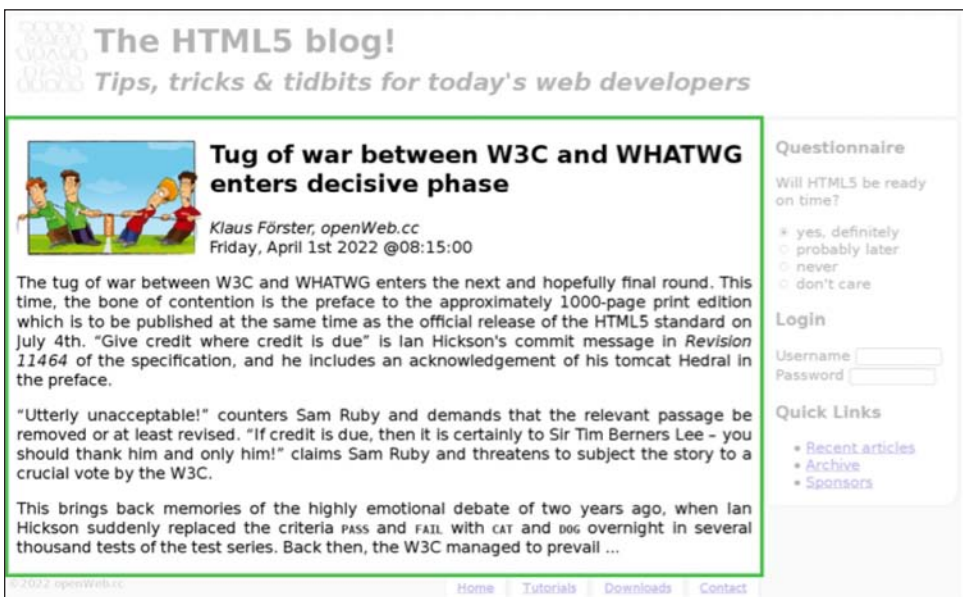 The HTML5 blog!
Tips, tricks & tidbits for today's web developers
Tug of war between W3C and WHATWG
enters decisive phase
Klaus Förster, openWeb.cc
Friday, April 1st 2022 @08:15:00
The tug of war between W3C and WHATWG enters the next and hopefully final round. This
time, the bone of contention is the preface to the approximately 1000-page print edition
which is to be published at the same time as the official release of the HTML5 standard on
July 4th. “Give credit where credit is due” is Ian Hickson's commit message in Revision
11464 of the specification, and he includes an acknowledgement of his tomcat Hedral in
the preface.
“Utterly unacceptable!” counters Sam Ruby and demands that the relevant passage be
removed or at least revised. “If credit is due, then it is certainly to Sir Tim Berners Lee – you
should thank him and only him!” claims Sam Ruby and threatens to subject the story to a
crucial vote by the W3C.
This brings back memories of the highly emotional debate of two years ago, when Ian
Hickson suddenly replaced the criteria PASS and FAIL with CAT and DOG overnight in several
thousand tests of the test series. Back then, the W3C managed to prevail ...
Questionnaire
Will HTML5 be ready
on time?
yes, definitely
probably later
never
don't care
Login
Username
Password
Quick Links
• Recent articles
• Archive
• Sponsors
©2022 openWeb.cc
Home Tutorials Downloads Contact